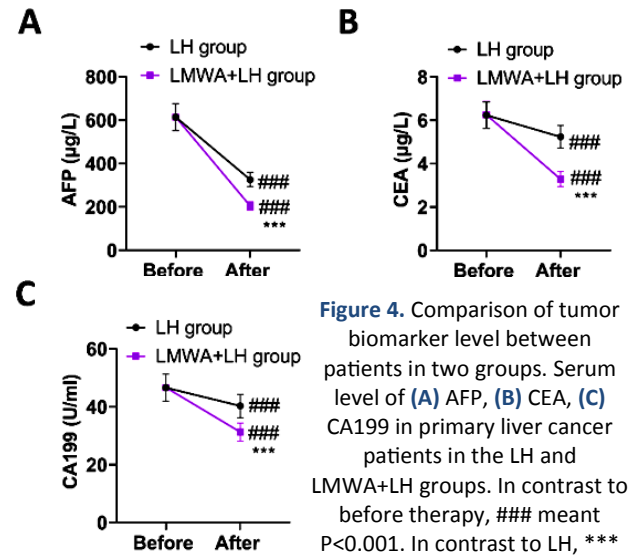 A
LH group
LMWA+LH group
800
600
400
200
0
AFP (µg/L)
###
###
***
Before After
B
LH group
LMWA+LH group
8
6
4
2
0
CEA (µg/L)
###
###
***
Before After
C
LH group
LMWA+LH group
60
40
20
0
CA199 (U/ml)
###
###
***
Before After
Figure 4. Comparison of tumor
biomarker level between
patients in two groups. Serum
level of (A) AFP, (B) CEA, (C)
CA199 in primary liver cancer
patients in the LH and
LMWA+LH groups. In contrast to
before therapy, ### meant
P<0.001. In contrast to LH, ***